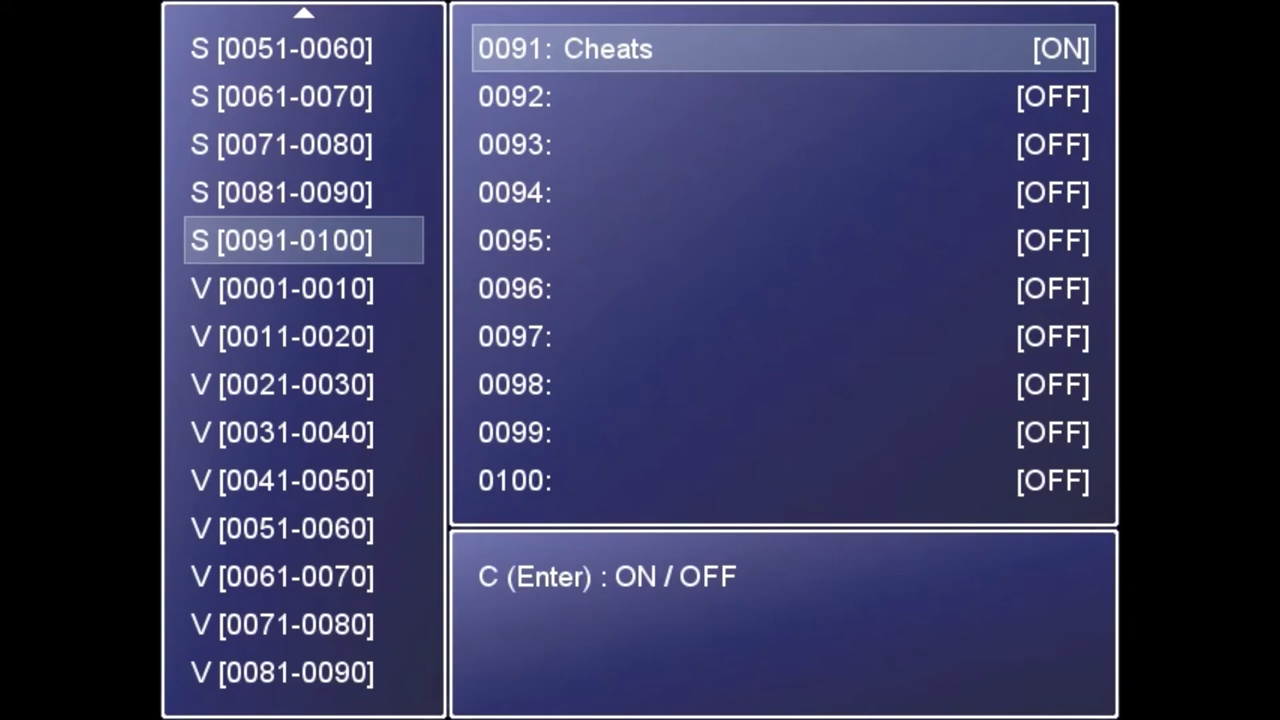 S [0051-0060]
S [0061-0070]
S [0071-0080]
S [0081-0090]
S [0091-0100]
V [0001-0010]
V [0011-0020]
V [0021-0030]
V [0031-0040]
V [0041-0050]
V [0051-0060]
V [0061-0070]
V [0071-0080]
V [0081-0090]
0091: Cheats [ON]
0092: [OFF]
0093: [OFF]
0094: [OFF]
0095: [OFF]
0096: [OFF]
0097: [OFF]
0098: [OFF]
0099: [OFF]
0100: [OFF]
C (Enter) : ON / OFF